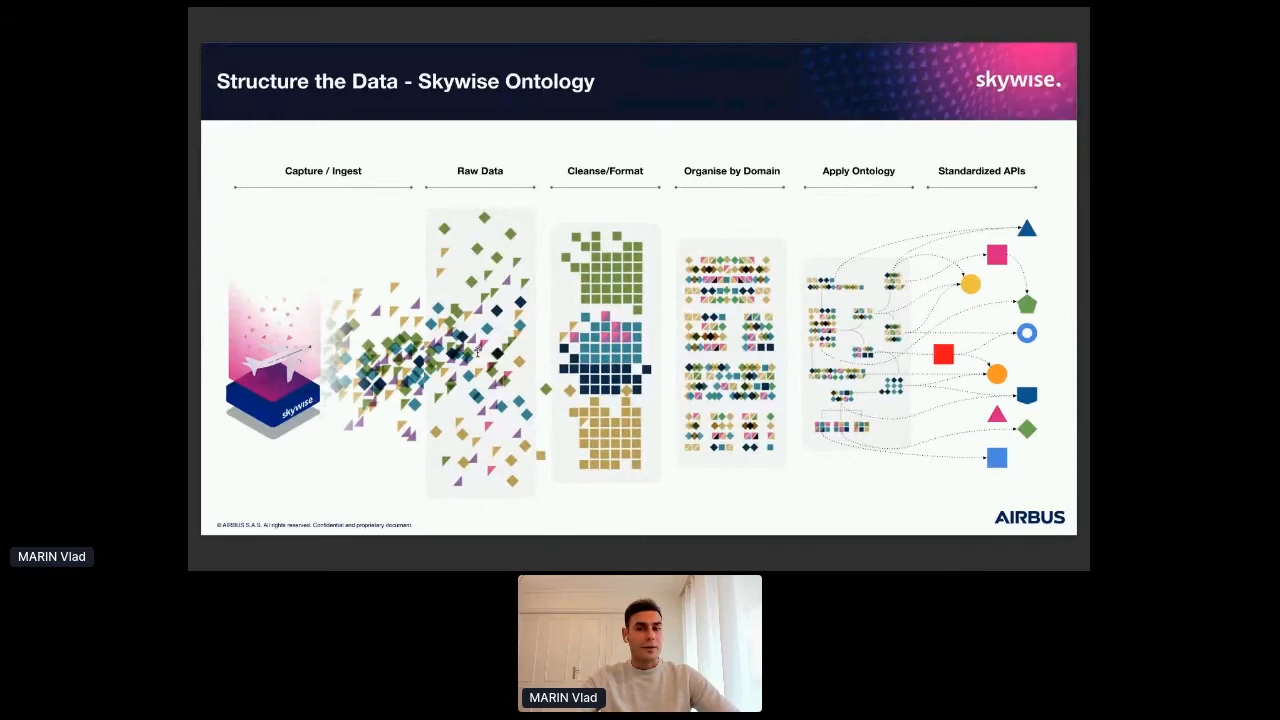 Structure the Data - Skywise Ontology
skywise.
Capture / Ingest
Raw Data
Cleanse/Format
Organise by Domain
Apply Ontology
Standardized APIs
skywise
© AIRBUS S.A.S. All rights reserved. Confidential and proprietary document.
AIRBUS
MARIN Vlad
MARIN Vlad